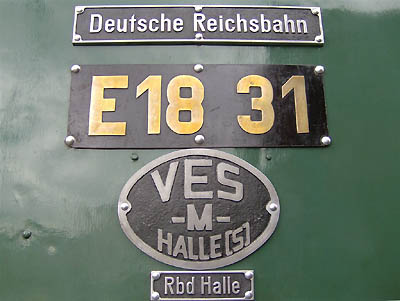 Deutsche Reichsbahn
E18 31
VES
-M-
HALLE(S)
Rbd Halle